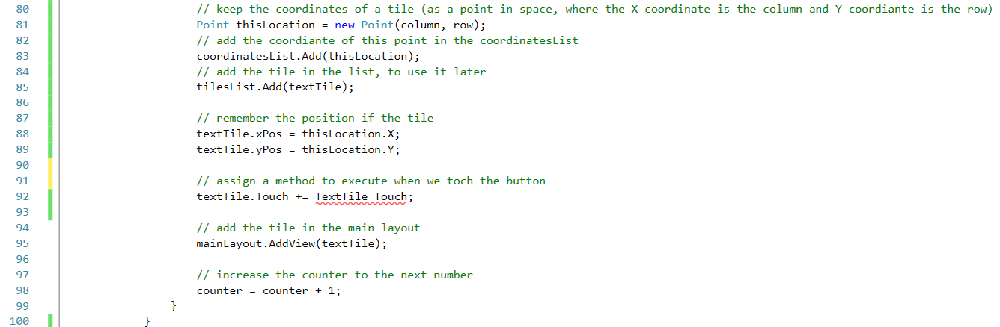 80 // keep the coordinates of a tile (as a point in space, where the X coordinate is the column and Y coordiante is the row)
81 Point thisLocation = new Point(column, row);
82 // add the coordiante of this point in the coordinatesList
83 coordinatesList.Add(thisLocation);
84 // add the tile in the list, to use it later
85 tilesList.Add(textTile);
86
87 // remember the position if the tile
88 textTile.xPos = thisLocation.X;
89 textTile.yPos = thisLocation.Y;
90
91 // assign a method to execute when we toch the button
92 textTile.Touch += TextTile_Touch;
93
94 // add the tile in the main layout
95 mainLayout.AddView(textTile);
96
97 // increase the counter to the next number
98 counter = counter + 1;
99 }
100 }